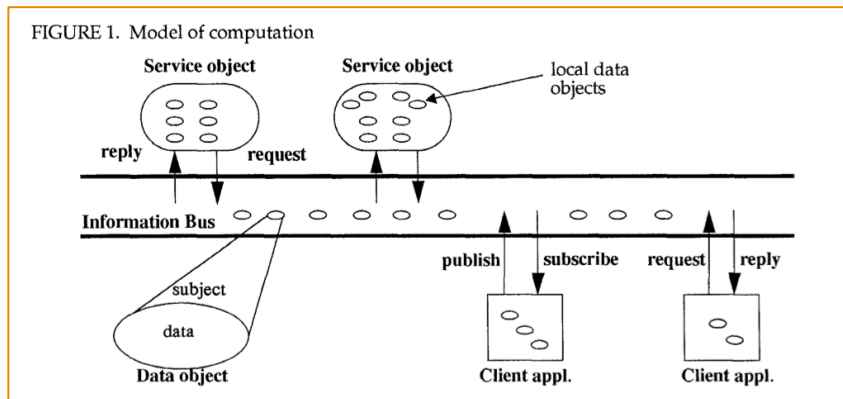 FIGURE 1. Model of computation
Service object
Service object
local data
objects
reply
request
Information Bus
publish
subscribe
request
reply
subject
data
Data object
Client appl.
Client appl.